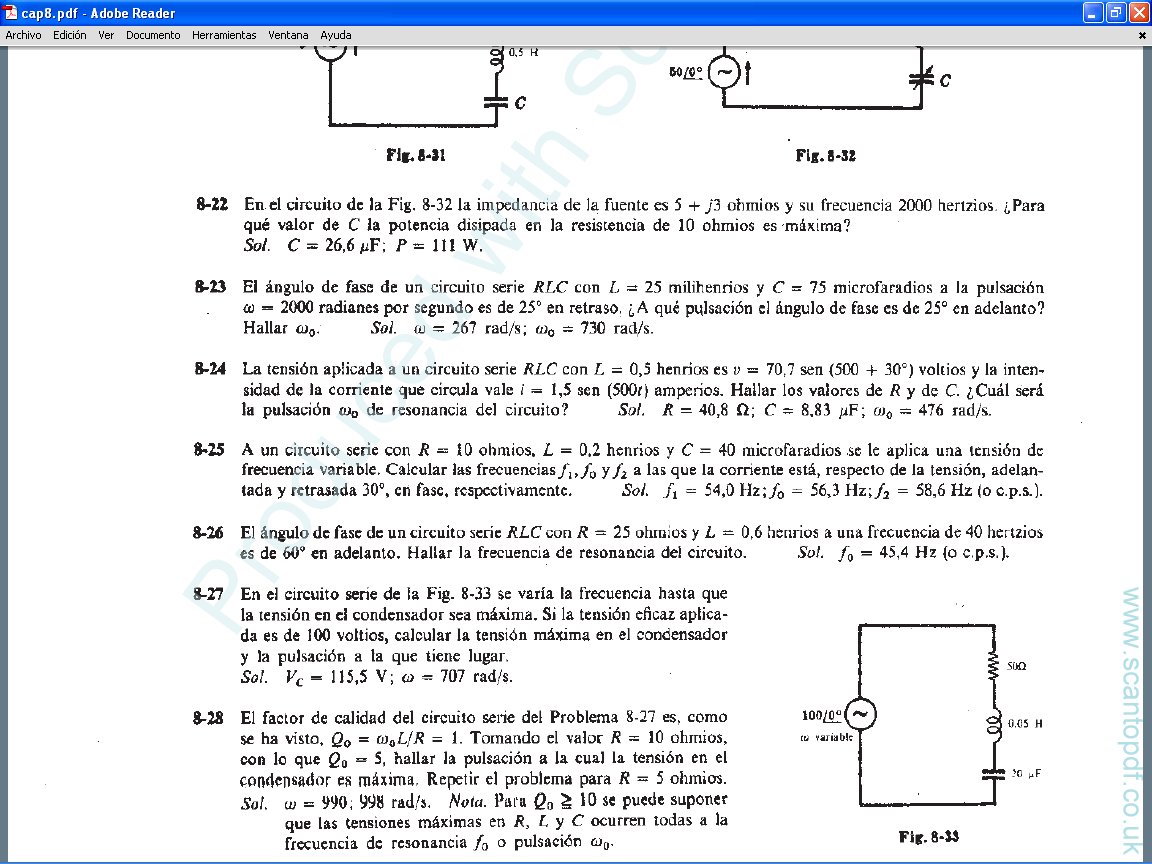 cap8.pdf - Adobe Reader
Archivo Edición Ver Documento Herramientas Ventana Ayuda
0,5 H
C
50/0°
C
Fig. 8-31
Fig. 8-32
8-22 En el circuito de la Fig. 8-32 la impedancia de la fuente es 5 + j3 ohmios y su frecuencia 2000 hertzios. ¿Para
qué valor de C la potencia disipada en la resistencia de 10 ohmios es máxima?
Sol. C = 26,6 μF; P = 111 W.
8-23 El ángulo de fase de un circuito serie RLC con L = 25 milihenrios y C = 75 microfaradios a la pulsación
ω = 2000 radianes por segundo es de 25° en retraso. ¿A qué pulsación el ángulo de fase es de 25° en adelanto?
Hallar ω₀. Sol. ω = 267 rad/s; ω₀ = 730 rad/s.
8-24 La tensión aplicada a un circuito serie RLC con L = 0,5 henrios es v = 70,7 sen (500 + 30°) voltios y la inten-
sidad de la corriente que circula vale i = 1,5 sen (500t) amperios. Hallar los valores de R y de C. ¿Cuál será
la pulsación ω₀ de resonancia del circuito? Sol. R = 40,8 Ω; C = 8,83 μF; ω₀ = 476 rad/s.
8-25 A un circuito serie con R = 10 ohmios, L = 0,2 henrios y C = 40 microfaradios se le aplica una tensión de
frecuencia variable. Calcular las frecuencias f₁, f₀ y f₂ a las que la corriente está, respecto de la tensión, adelan-
tada y retrasada 30°, en fase, respectivamente. Sol. f₁ = 54,0 Hz; f₀ = 56,3 Hz; f₂ = 58,6 Hz (o c.p.s.).
8-26 El ángulo de fase de un circuito serie RLC con R = 25 ohmios y L = 0,6 henrios a una frecuencia de 40 hertzios
es de 60° en adelanto. Hallar la frecuencia de resonancia del circuito. Sol. f₀ = 45,4 Hz (o c.p.s.).
8-27 En el circuito serie de la Fig. 8-33 se varía la frecuencia hasta que
la tensión en el condensador sea máxima. Si la tensión eficaz aplica-
da es de 100 voltios, calcular la tensión máxima en el condensador
y la pulsación a la que tiene lugar.
Sol. V_C = 115,5 V; ω = 707 rad/s.
8-28 El factor de calidad del circuito serie del Problema 8-27 es, como
se ha visto, Q₀ = ω₀L/R = 1. Tomando el valor R = 10 ohmios,
con lo que Q₀ = 5, hallar la pulsación a la cual la tensión en el
condensador es máxima. Repetir el problema para R = 5 ohmios.
Sol. ω = 990; 998 rad/s. Nota. Para Q₀ ≧ 10 se puede suponer
que las tensiones máximas en R, L y C ocurren todas a la
frecuencia de resonancia f₀ o pulsación ω₀.
50Ω
100/0°
ω variable
0,05 H
20 μF
Fig. 8-33
Produced with
www.scantopdf.co.uk